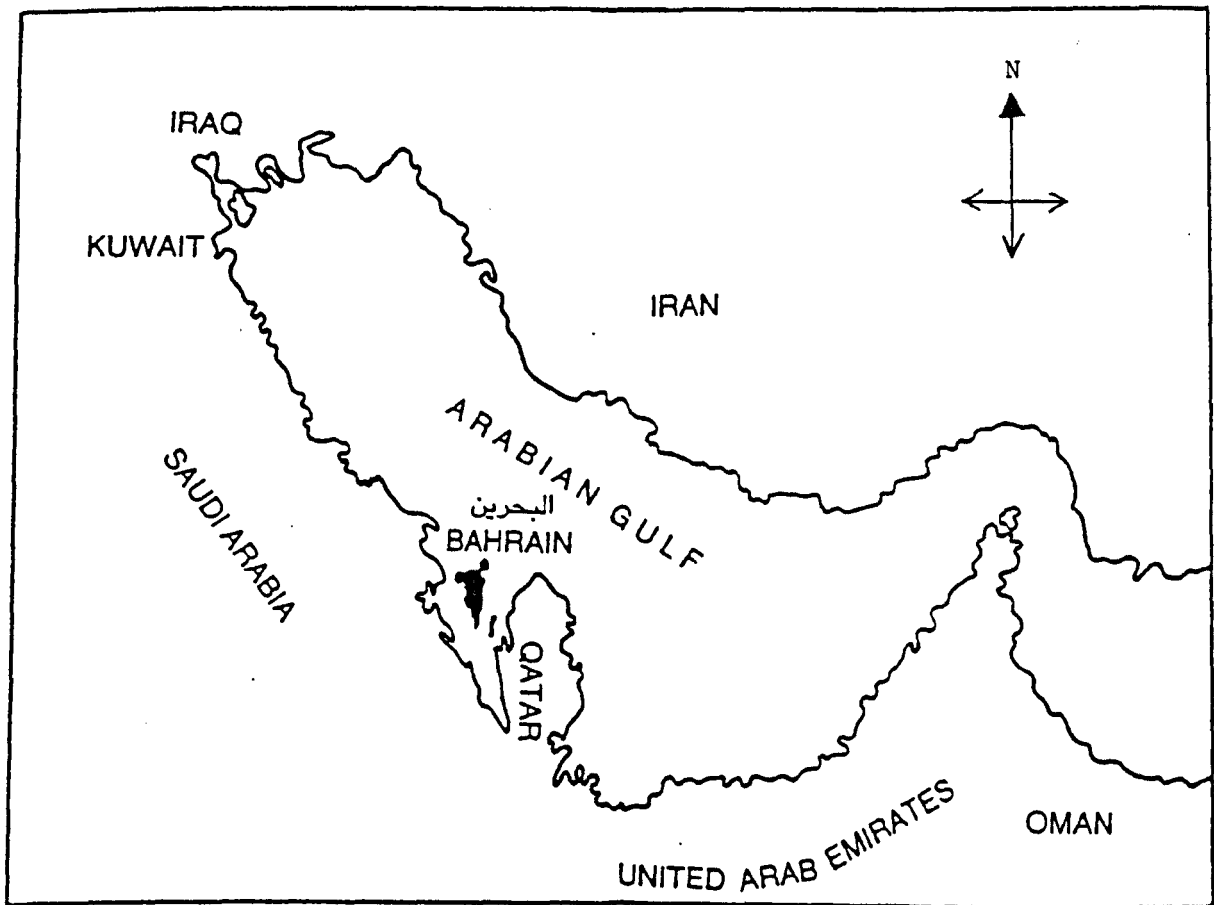 N
IRAQ
KUWAIT
IRAN
ARABIAN GULF
SAUDI ARABIA
البحرين
BAHRAIN
QATAR
UNITED ARAB EMIRATES
OMAN